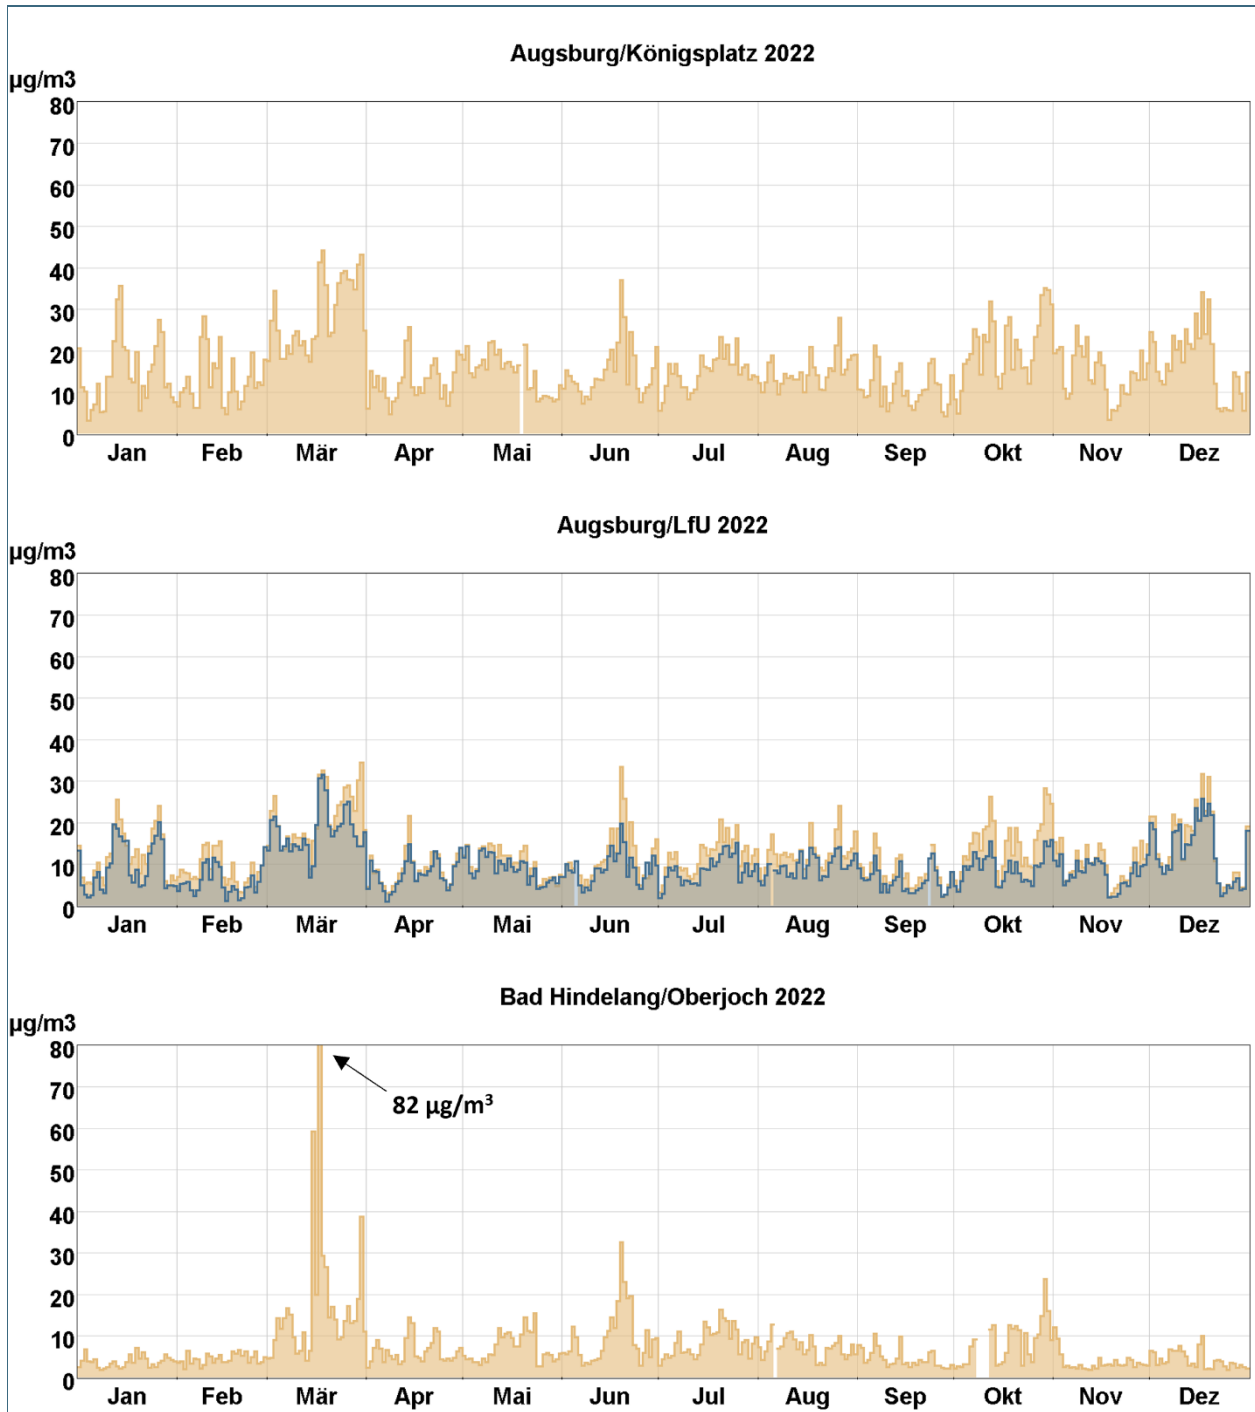 Augsburg/Königsplatz 2022
µg/m3
80
70
60
50
40
30
20
10
0
Jan Feb Mär Apr Mai Jun Jul Aug Sep Okt Nov Dez
Augsburg/LfU 2022
µg/m3
80
70
60
50
40
30
20
10
0
Jan Feb Mär Apr Mai Jun Jul Aug Sep Okt Nov Dez
Bad Hindelang/Oberjoch 2022
µg/m3
80
70
82 µg/m³
60
50
40
30
20
10
0
Jan Feb Mär Apr Mai Jun Jul Aug Sep Okt Nov Dez